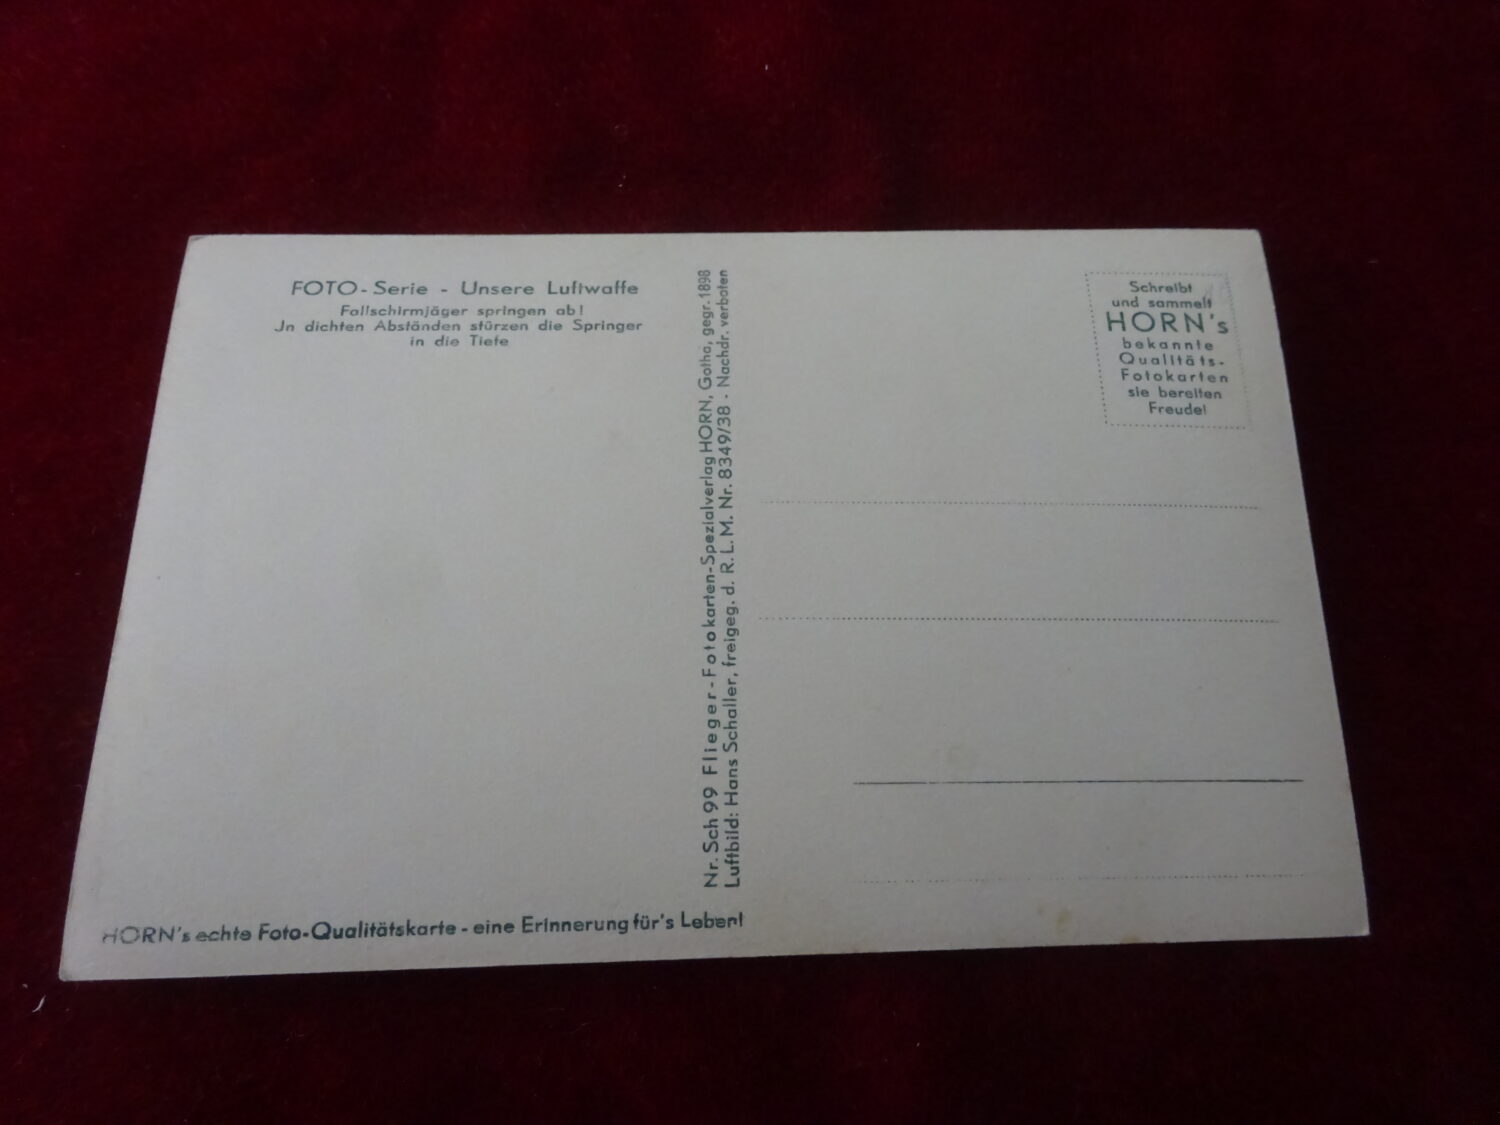 FOTO - Serie - Unsere Luftwaffe
Fallschirmjäger springen ab!
Jn dichten Abständen stürzen die Springer
in die Tiefe
Nr. Sch 99 Flieger-Fotokarten-Spezialverlag HORN, Gotha, gegr. 1898
Luftbild: Hans Schaller, freigeg. d. R. L. M. Nr. 8349/38 - Nachdr. verboten
Schreibt
und sammelt
HORN's
bekannte
Qualitäts-
Fotokarten
sie bereiten
Freude!
HORN's echte Foto-Qualitätskarte - eine Erinnerung für's Leben!